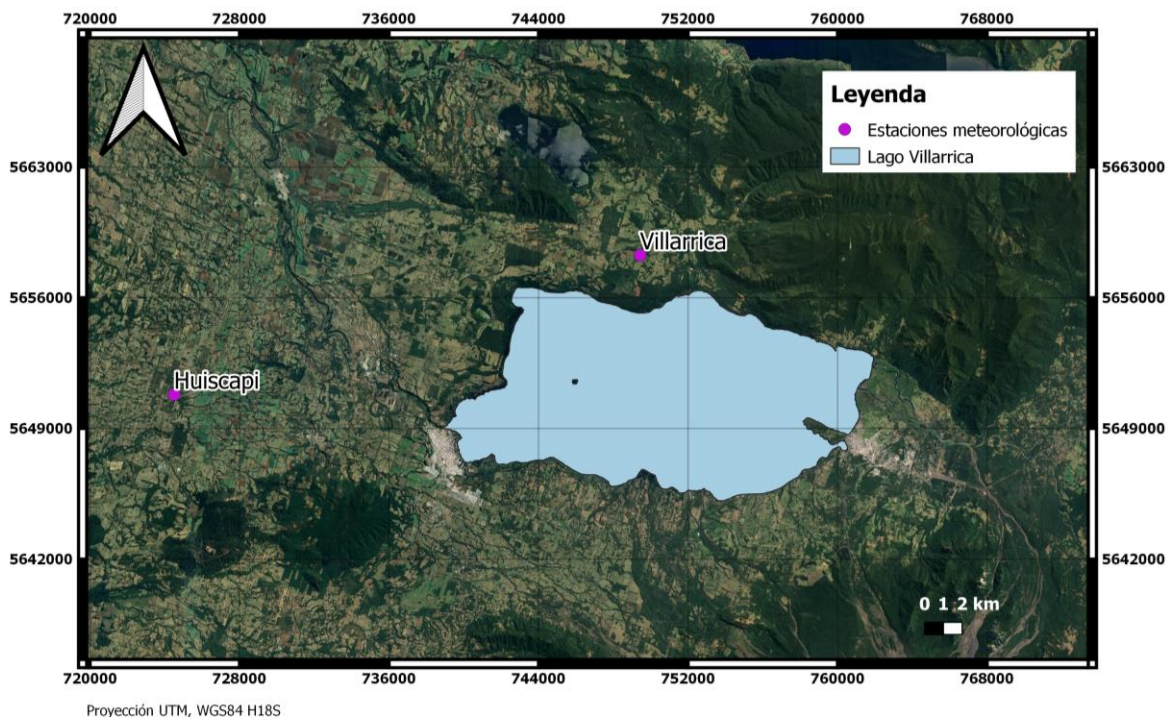 720000 728000 736000 744000 752000 760000 768000
Leyenda
Estaciones meteorológicas
Lago Villarrica
5663000 5663000
Villarrica
5656000 5656000
Huiscapi
5649000 5649000
5642000 5642000
0 1 2 km
720000 728000 736000 744000 752000 760000 768000
Proyección UTM, WGS84 H18S